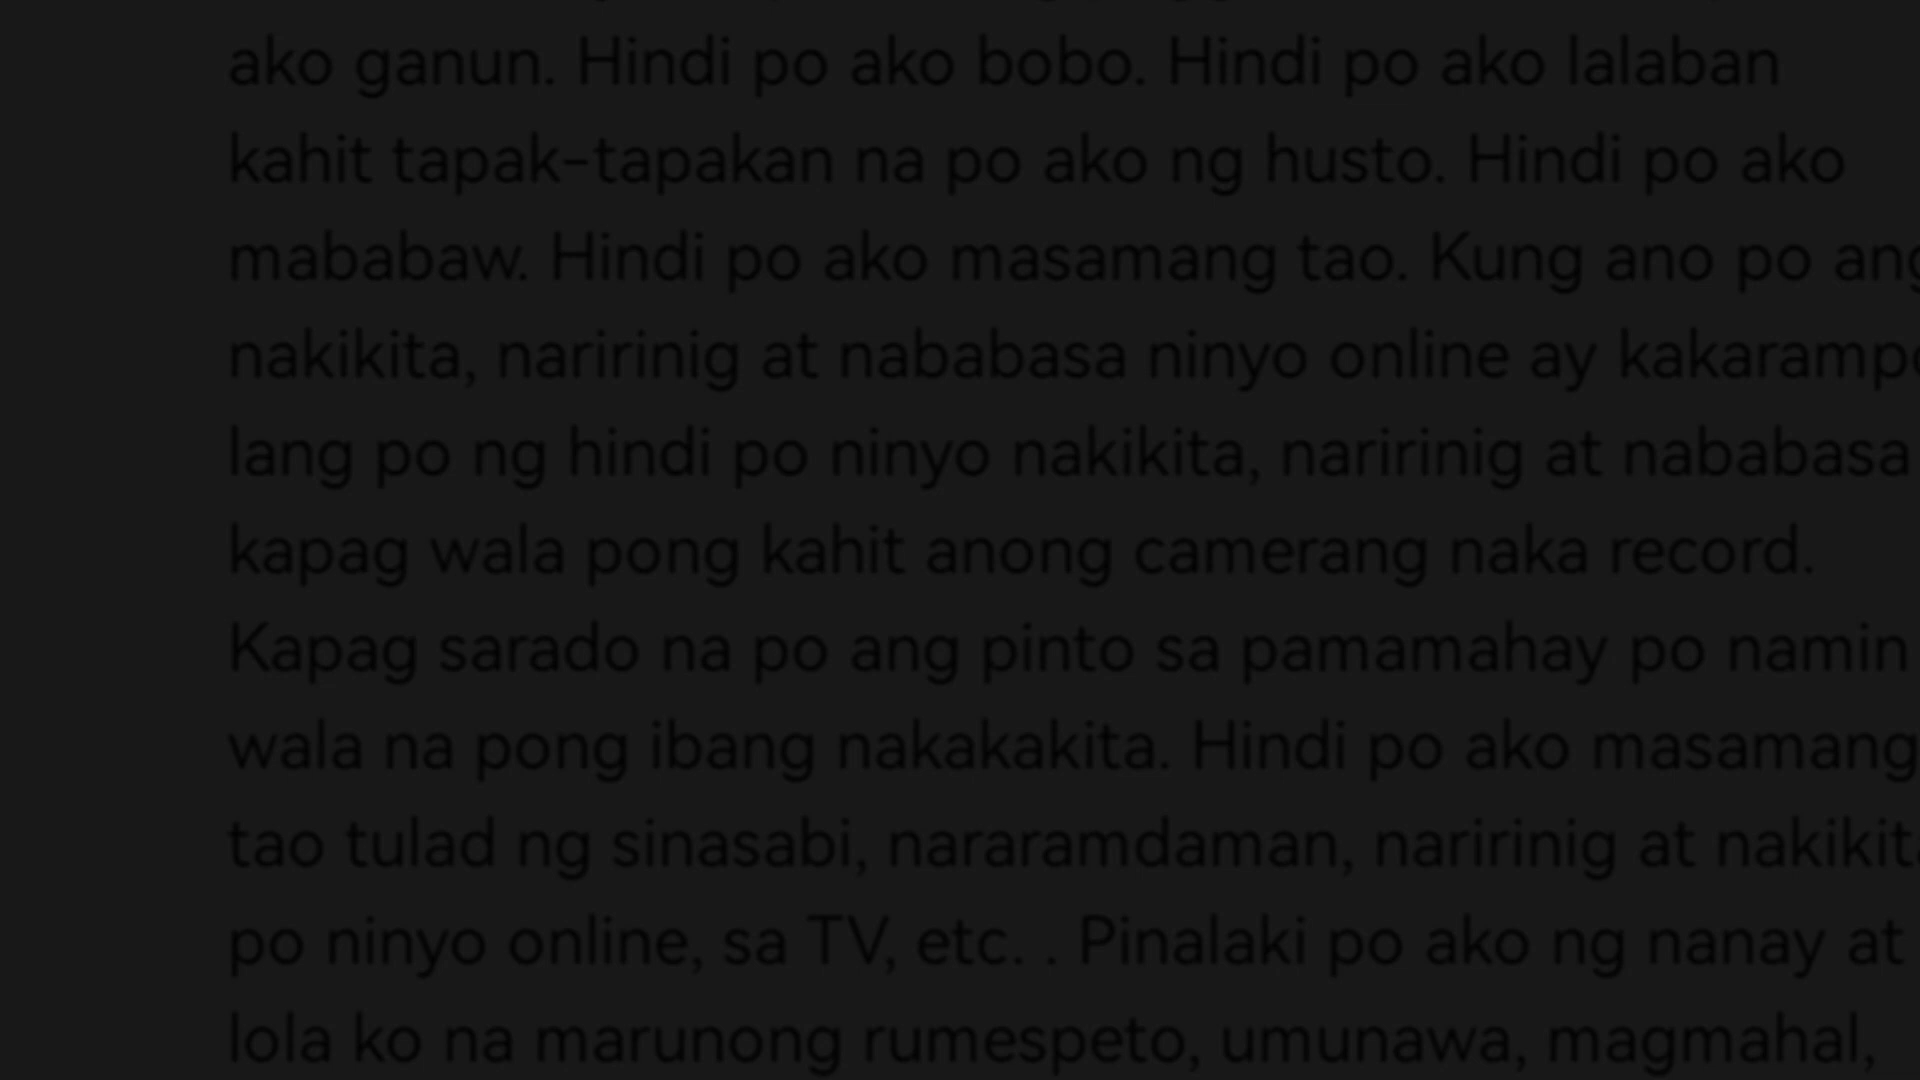 ako ganun. Hindi po ako bobo. Hindi po ako lalaban
kahit tapak-tapakan na po ako ng husto. Hindi po ako
mababaw. Hindi po ako masamang tao. Kung ano po ang
nakikita, naririnig at nababasa ninyo online ay
lang po ng hindi po ninyo nakikita, naririnig at nababasa
kapag wala pong kahit anong camerang naka record.
Kapag sarado na po ang pinto sa pamamahay po namin
wala na pong ibang nakakakita. Hindi po ako masamang
tao tulad ng sinasabi, nararamdaman, naririnig at nakikita
po ninyo online, sa TV, etc. . Pinalaki po ako ng nanay at
lola ko na marunong rumespeto, umunawa, magmahal,